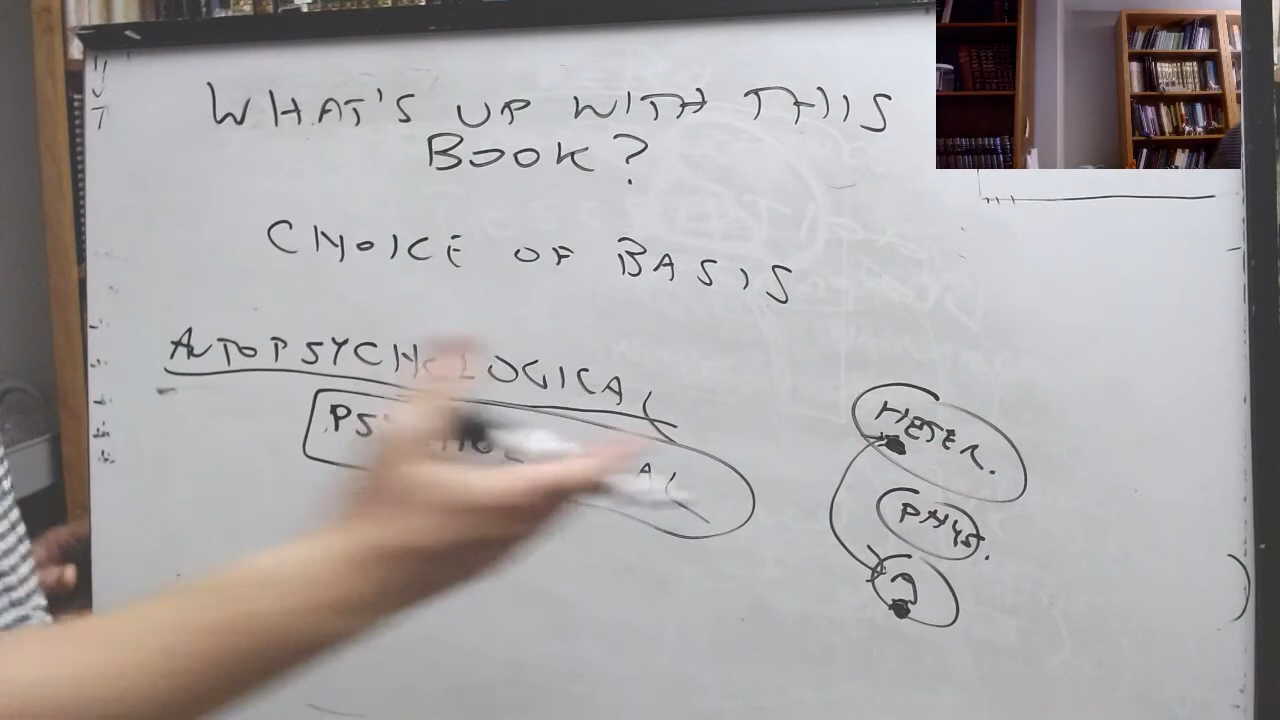 WHAT'S UP WITH THIS
BOOK?
CHOICE OF BASIS
AUTOPSYCHOLOGICAL
HETER.
PHYS.